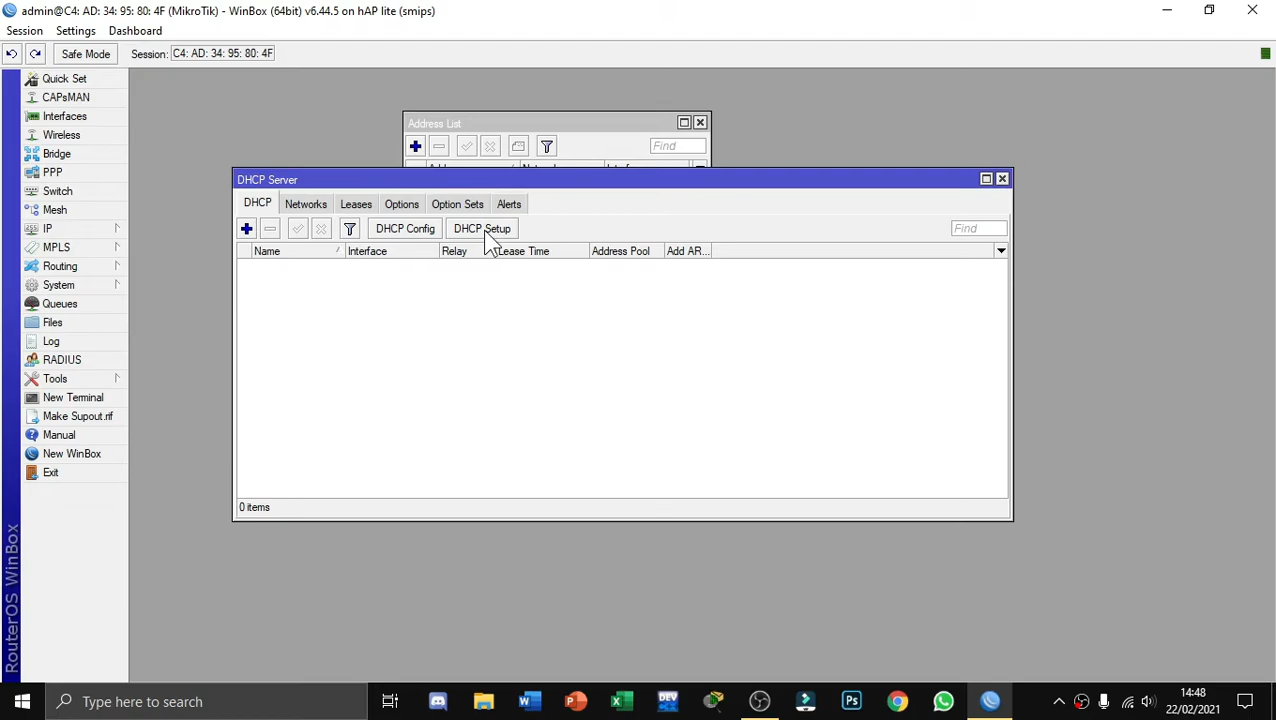 admin@C4: AD: 34: 95: 80: 4F (MikroTik) - WinBox (64bit) v6.44.5 on hAP lite (smips)
Session Settings Dashboard
Safe Mode Session: C4: AD: 34: 95: 80: 4F
Quick Set
CAPsMAN
Interfaces
Wireless
Bridge
PPP
Switch
Mesh
IP
MPLS
Routing
System
Queues
Files
Log
RADIUS
Tools
New Terminal
Make Supout.rif
Manual
New WinBox
Exit
RouterOS WinBox
Address List
Find
DHCP Server
DHCP Networks Leases Options Option Sets Alerts
DHCP Config DHCP Setup Find
Name Interface Relay Lease Time Address Pool Add AR...
0 items
Type here to search
DEV
Ps
14:48
22/02/2021